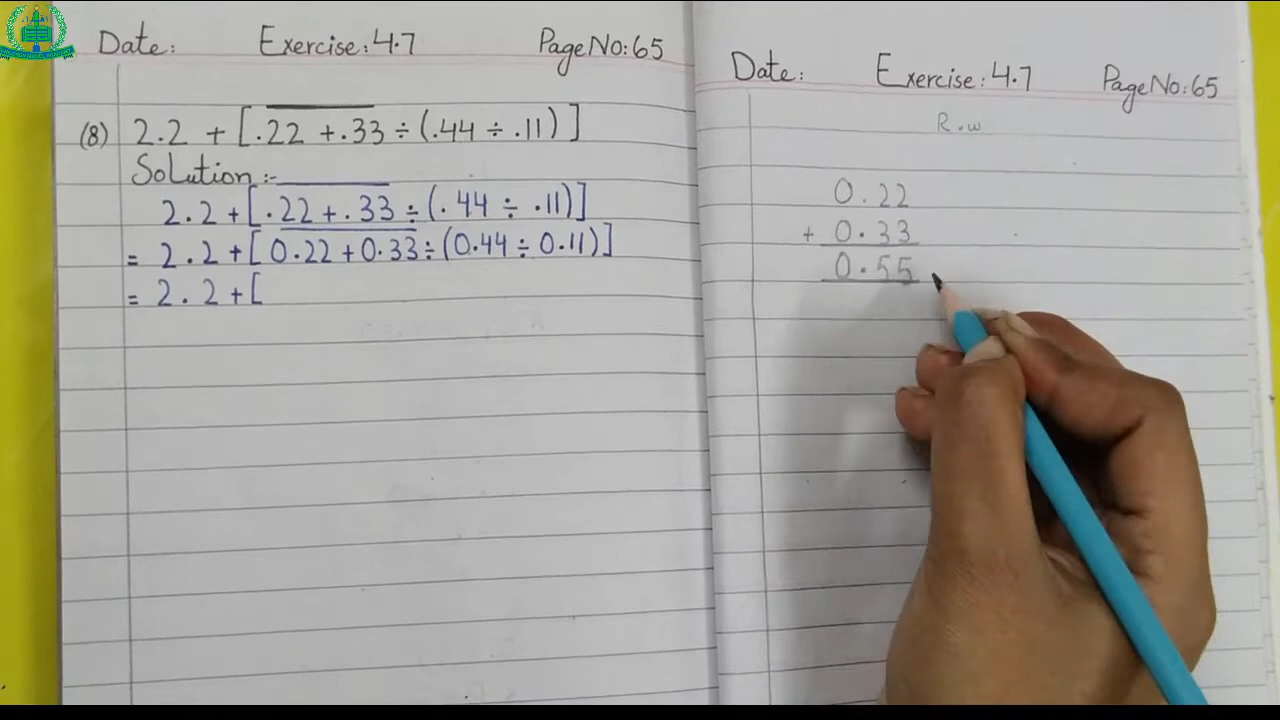 Date: Exercise: 4.7 Page No: 65
(8) 2.2 + [.22 + .33 ÷ (.44 ÷ .11)]
Solution:-
2.2 + [.22 + .33 ÷ (.44 ÷ .11)]
= 2.2 + [0.22 + 0.33 ÷ (0.44 ÷ 0.11)]
= 2.2 + [
Date: Exercise: 4.7 Page No: 65
R.w
0.22
+ 0.33
0.55